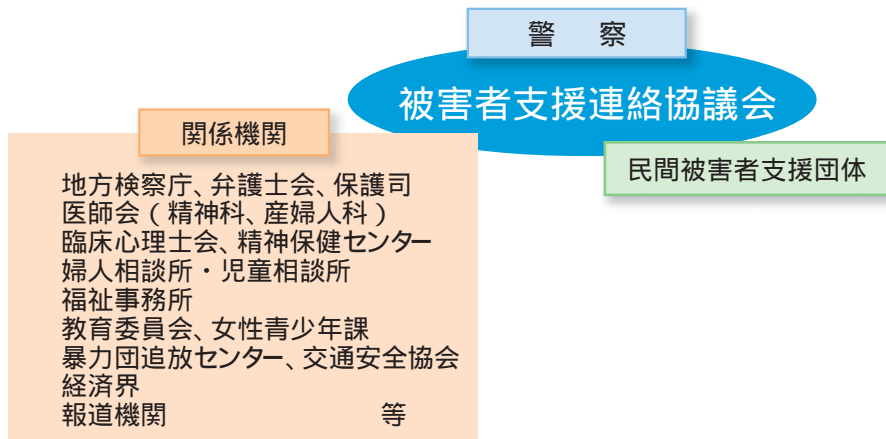 警　察
被害者支援連絡協議会
関係機関
民間被害者支援団体
地方検察庁、弁護士会、保護司
医師会（精神科、産婦人科）
臨床心理士会、精神保健センター
婦人相談所・児童相談所
福祉事務所
教育委員会、女性青少年課
暴力団追放センター、交通安全協会
経済界
報道機関　　　　　　　　等